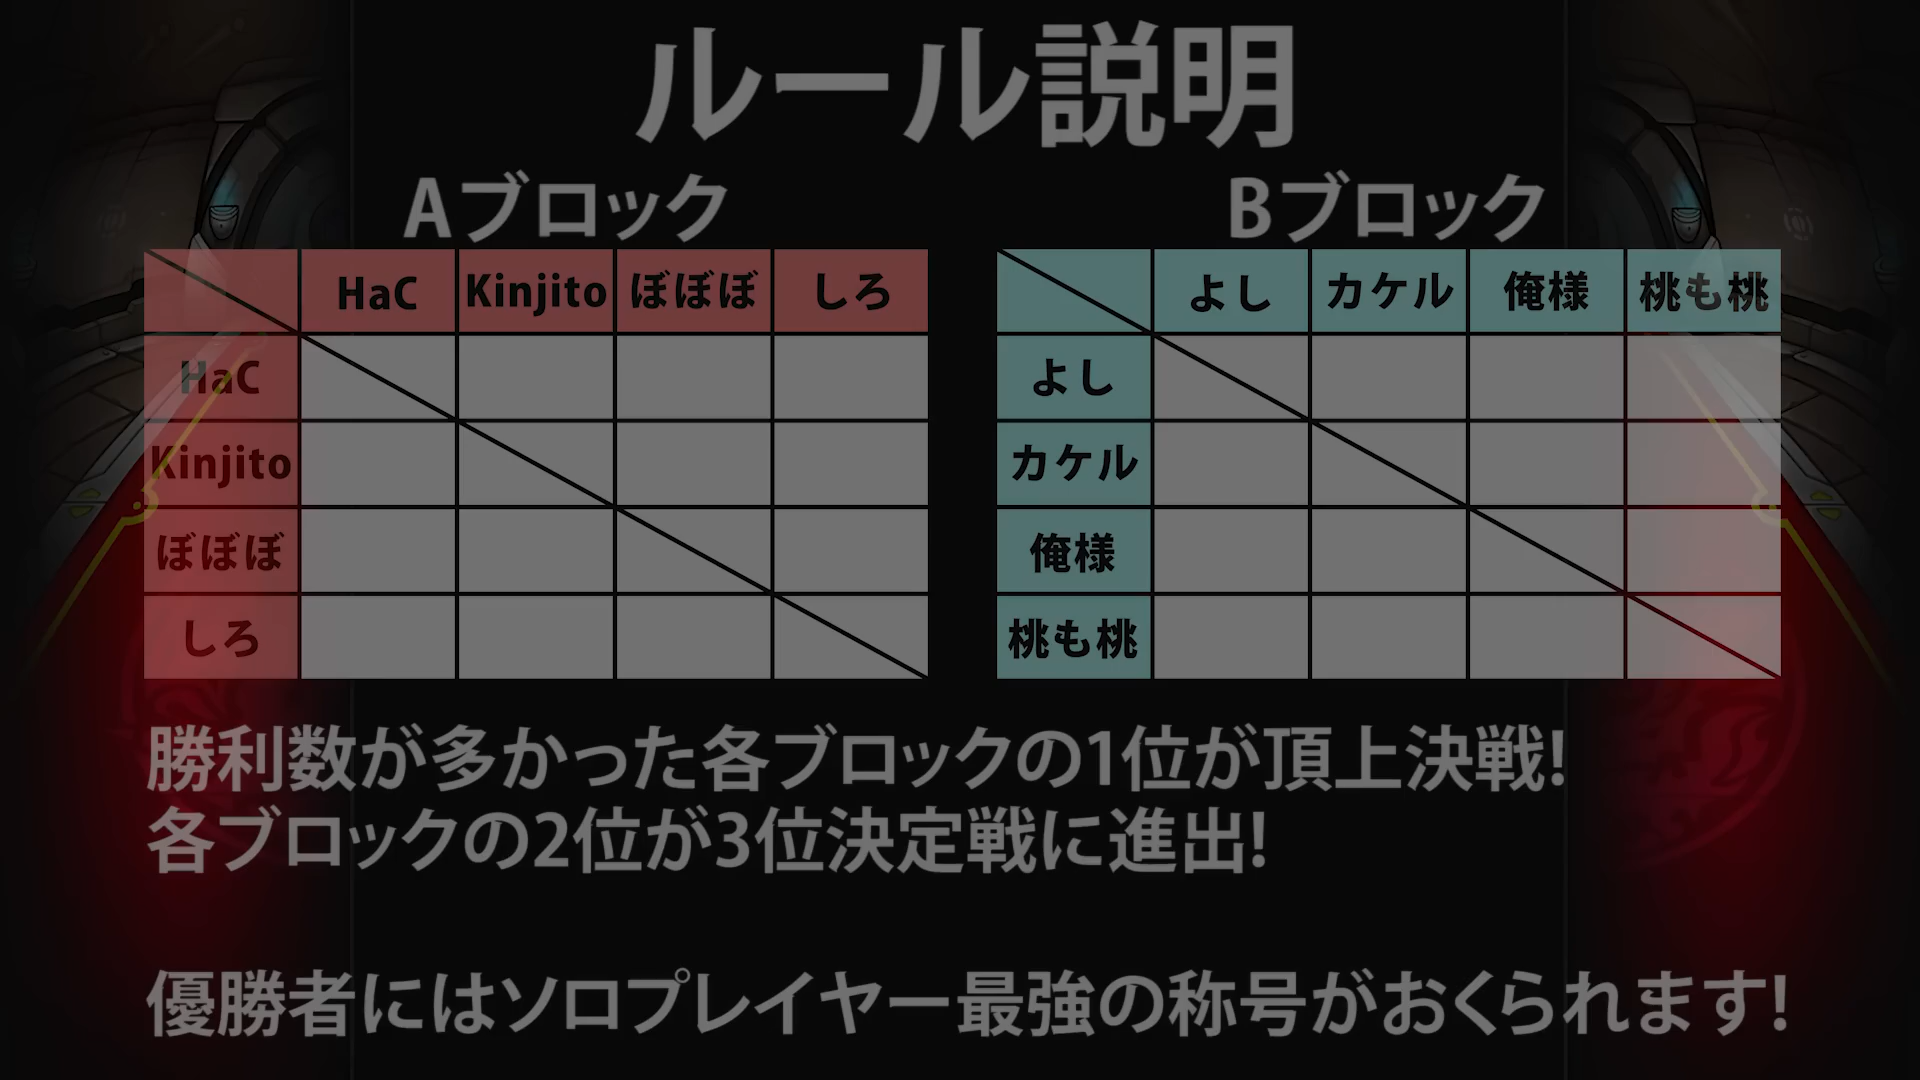 ルール説明
Aブロック
HaC Kinjito ぼぼぼ しろ
HaC
Kinjito
ぼぼぼ
しろ
Bブロック
よし カケル 俺様 桃も桃
よし
カケル
俺様
桃も桃
勝利数が多かった各ブロックの1位が頂上決戦!
各ブロックの2位が3位決定戦に進出!
優勝者にはソロプレイヤー最強の称号がおくられます!